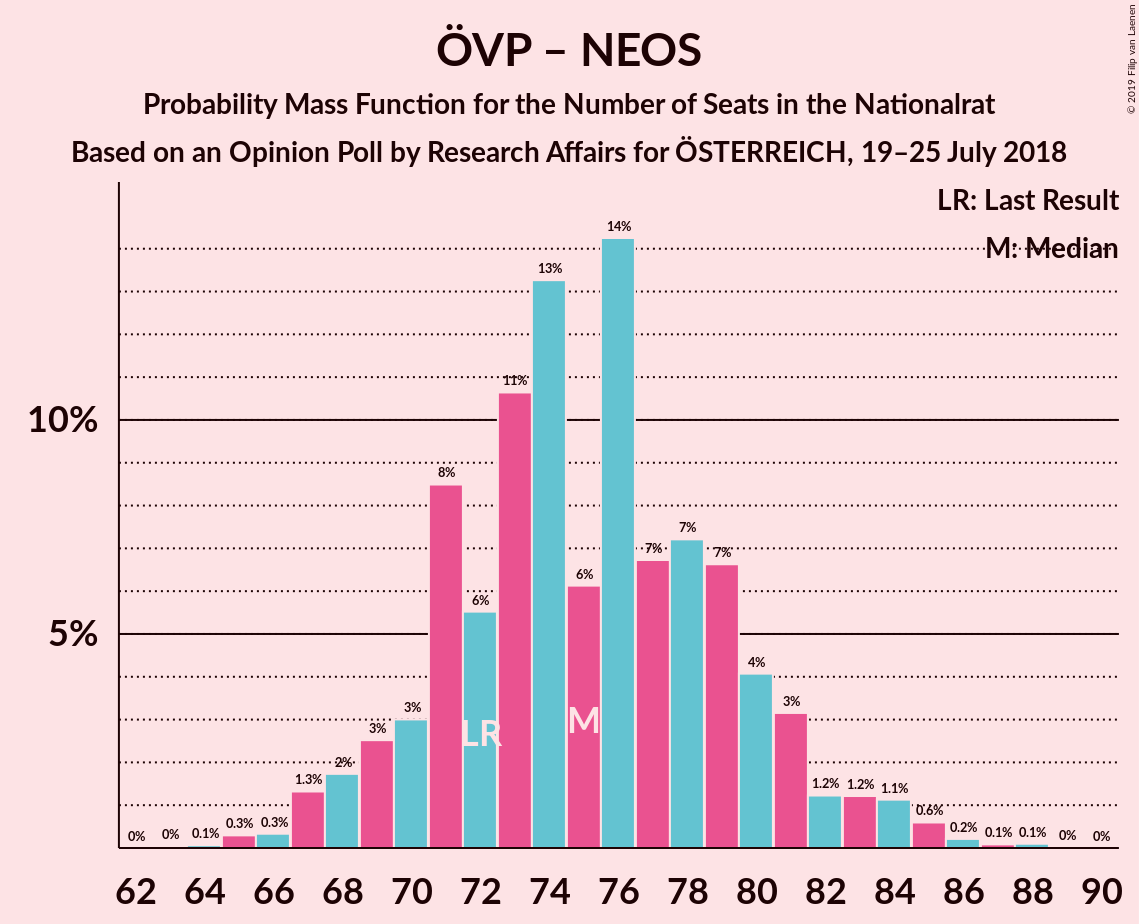 ÖVP – NEOS
Probability Mass Function for the Number of Seats in the Nationalrat
Based on an Opinion Poll by Research Affairs for ÖSTERREICH, 19–25 July 2018
© 2019 Filip van Laenen
LR: Last Result
M: Median
10%
5%
0% 0% 0.1% 0.3% 0.3% 1.3% 2% 3% 3% 8% 6% 11% 13% 6% 14% 7% 7% 7% 4% 3% 1.2% 1.2% 1.1% 0.6% 0.2% 0.1% 0.1% 0% 0%
LR M
62 64 66 68 70 72 74 76 78 80 82 84 86 88 90